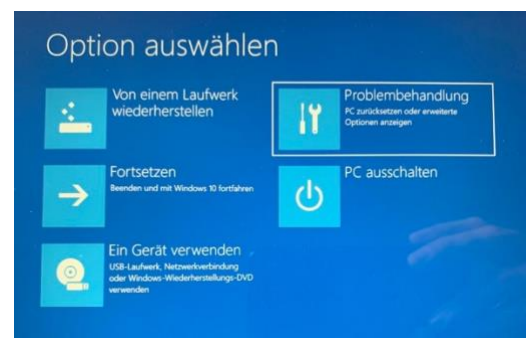 Option auswählen
Von einem Laufwerk
wiederherstellen
Problembehandlung
PC zurücksetzen oder erweiterte
Optionen anzeigen
Fortsetzen
Beenden und mit Windows 10 fortfahren
PC ausschalten
Ein Gerät verwenden
USB-Laufwerk, Netzwerkverbindung
oder Windows-Wiederherstellungs-DVD
verwenden